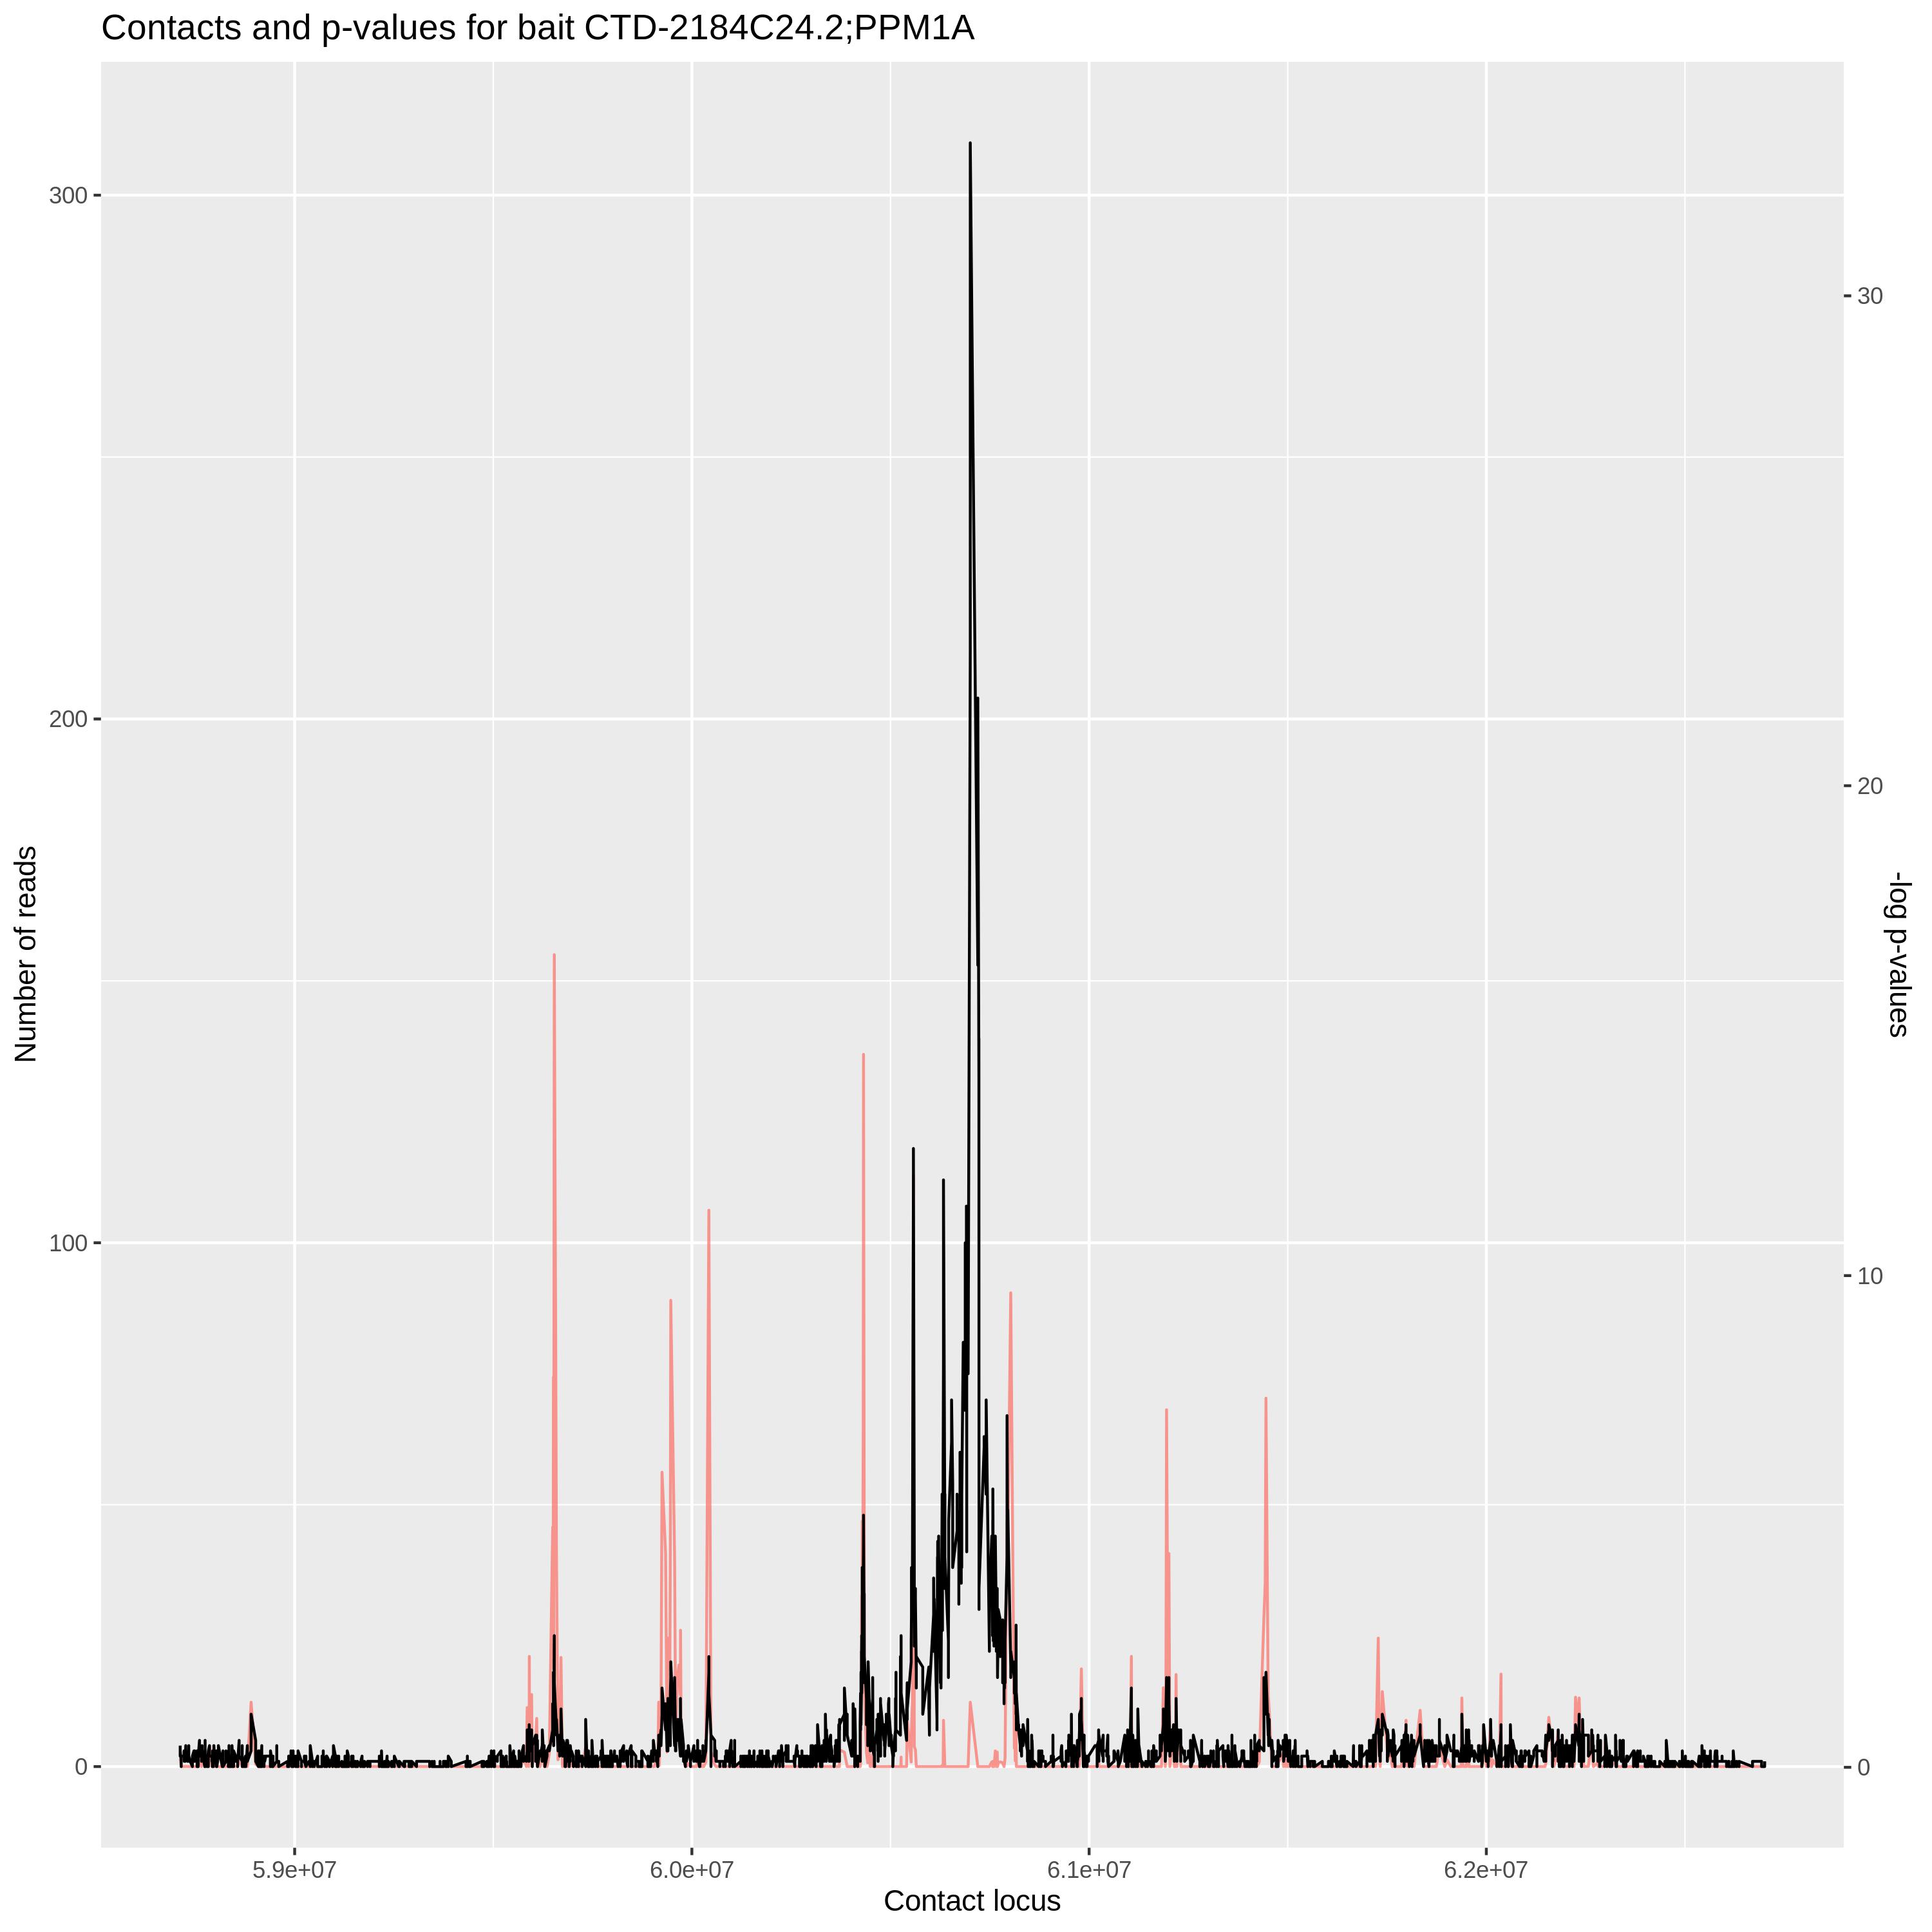 Contacts and p-values for bait CTD-2184C24.2;PPM1A
300
200
100
0
Number of reads
30
20
10
0
-log p-values
5.9e+07
6.0e+07
6.1e+07
6.2e+07
Contact locus